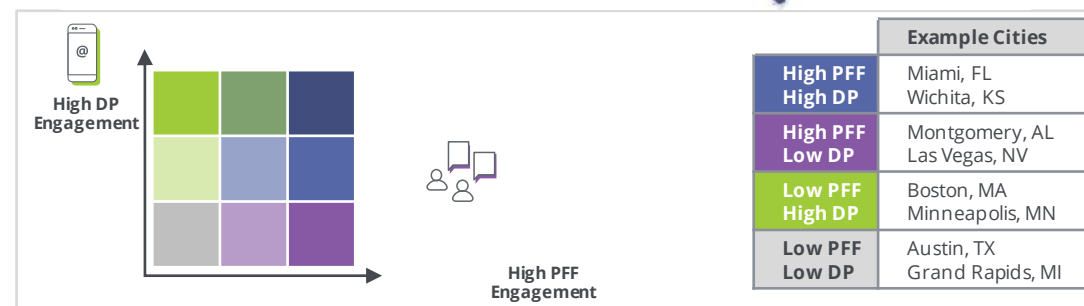 @
High DP
Engagement
High PFF
Engagement
Example Cities
High PFF
High DP
Miami, FL
Wichita, KS
High PFF
Low DP
Montgomery, AL
Las Vegas, NV
Low PFF
High DP
Boston, MA
Minneapolis, MN
Low PFF
Low DP
Austin, TX
Grand Rapids, MI